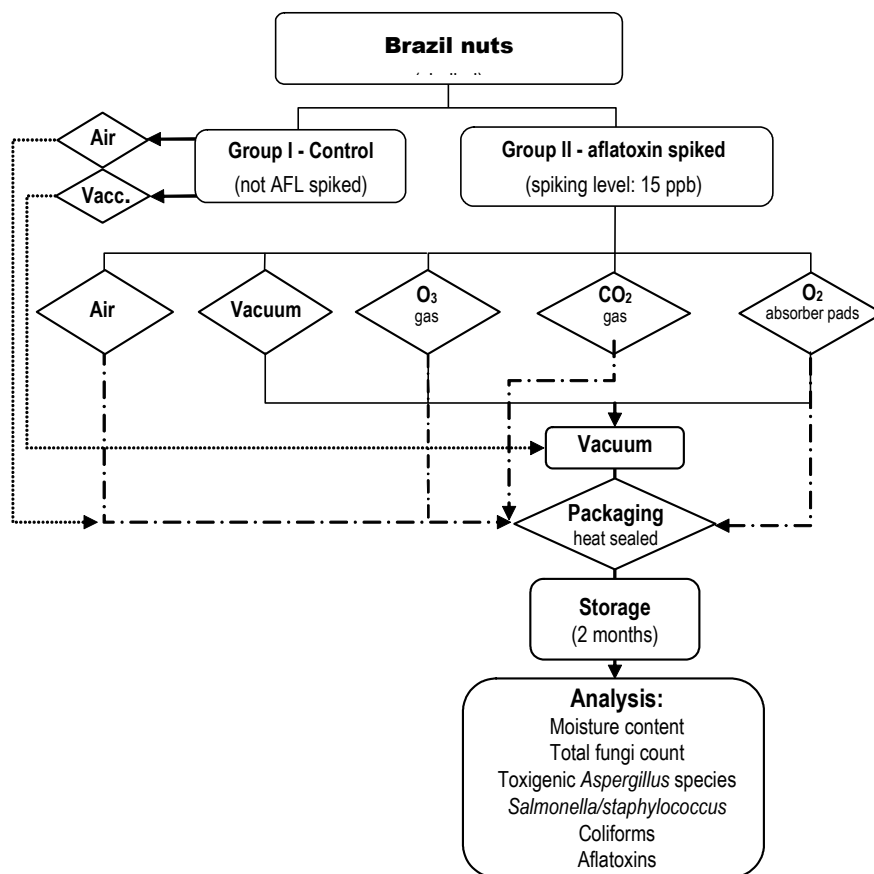 Brazil nuts
Air
Group I - Control
(not AFL spiked)
Group II - aflatoxin spiked
(spiking level: 15 ppb)
Vacc.
Air
Vacuum
O₃
gas
CO₂
gas
O₂
absorber pads
Vacuum
Packaging
heat sealed
Storage
(2 months)
Analysis:
Moisture content
Total fungi count
Toxigenic Aspergillus species
Salmonella/staphylococcus
Coliforms
Aflatoxins